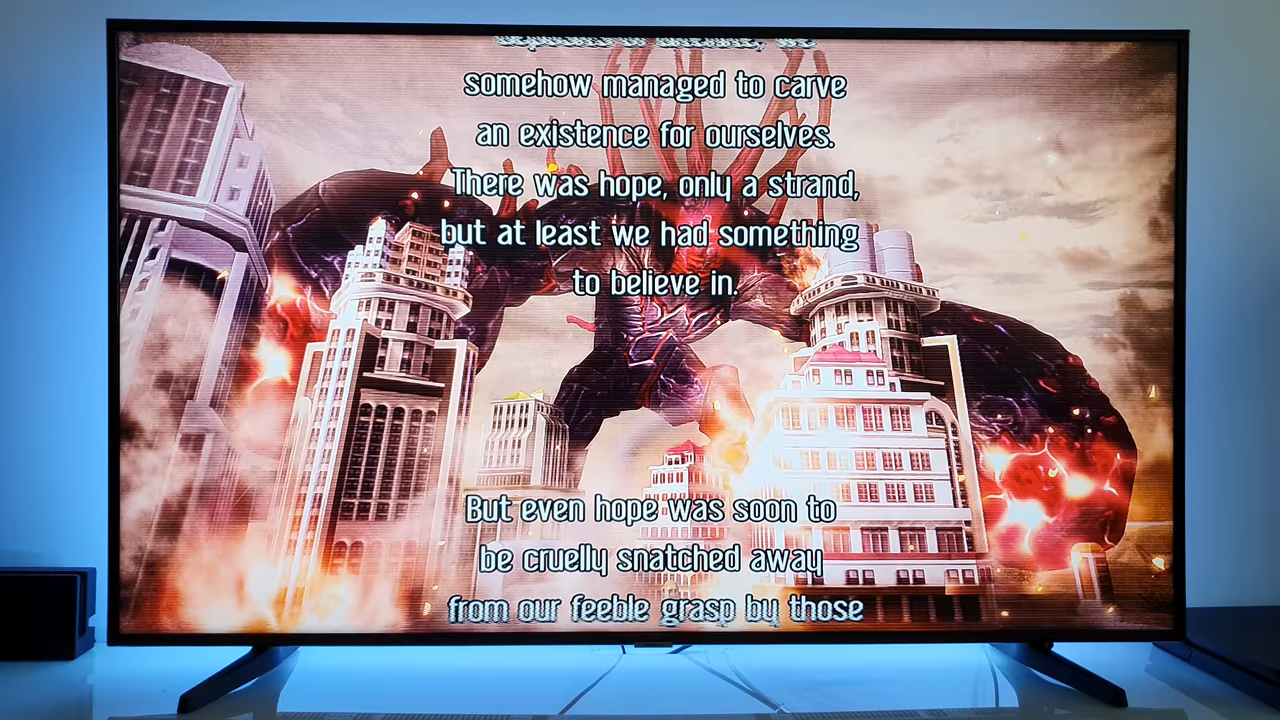 somehow managed to carve
an existence for ourselves.
There was hope, only a strand,
but at least we had something
to believe in.
But even hope was soon to
be cruelly snatched away
from our feeble grasp by those